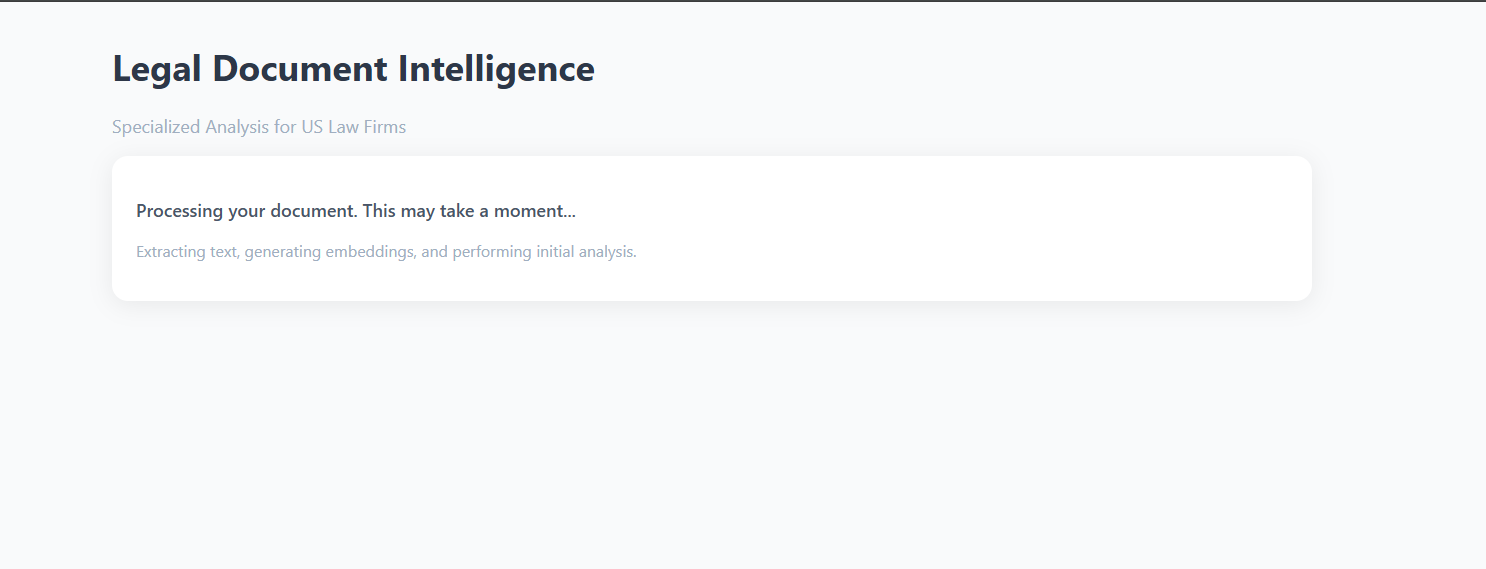 Legal Document Intelligence
Specialized Analysis for US Law Firms
Processing your document. This may take a moment...
Extracting text, generating embeddings, and performing initial analysis.